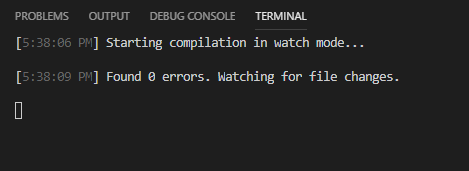 PROBLEMS OUTPUT DEBUG CONSOLE TERMINAL
[5:38:06 PM] Starting compilation in watch mode...
[5:38:09 PM] Found 0 errors. Watching for file changes.